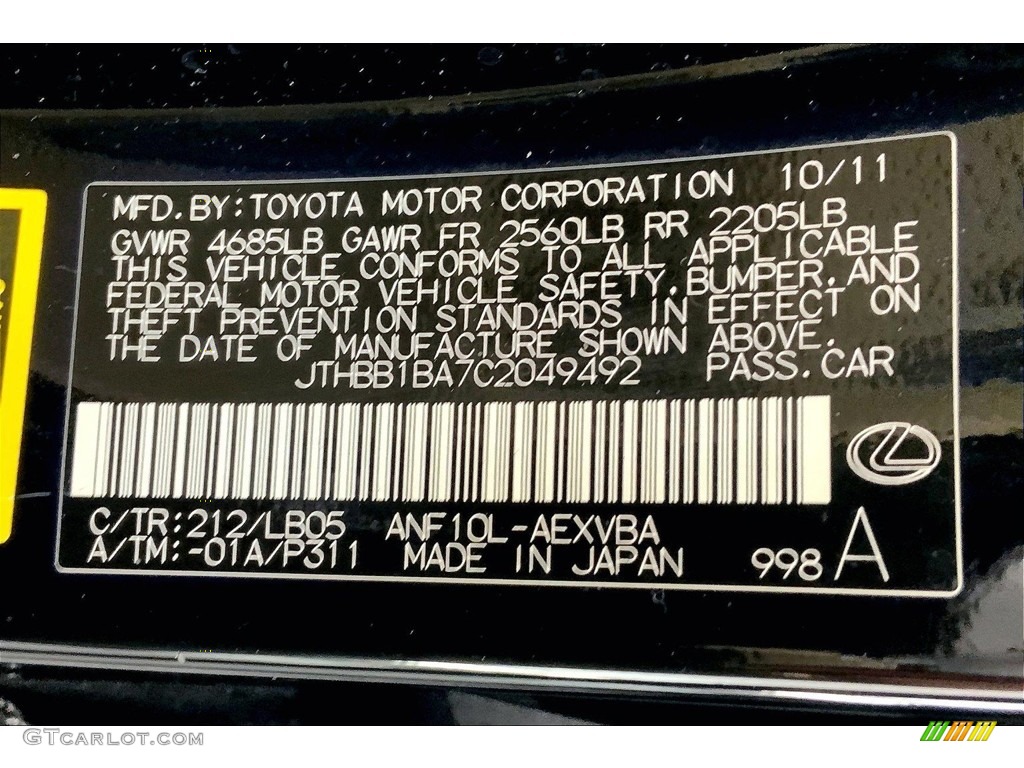 MFD.BY:TOYOTA MOTOR CORPORATION 10/11
GVWR 4685LB GAWR FR 2560LB RR 2205LB
THIS VEHICLE CONFORMS TO ALL APPLICABLE
FEDERAL MOTOR VEHICLE SAFETY,BUMPER,AND
THEFT PREVENTION STANDARDS IN EFFECT ON
THE DATE OF MANUFACTURE SHOWN ABOVE.
JTHBB1BA7C2049492 PASS.CAR
C/TR:212/LB05 ANF10L-AEXVBA
A/TM:-01A/P311 MADE IN JAPAN 998 A
GTCARLOT.COM